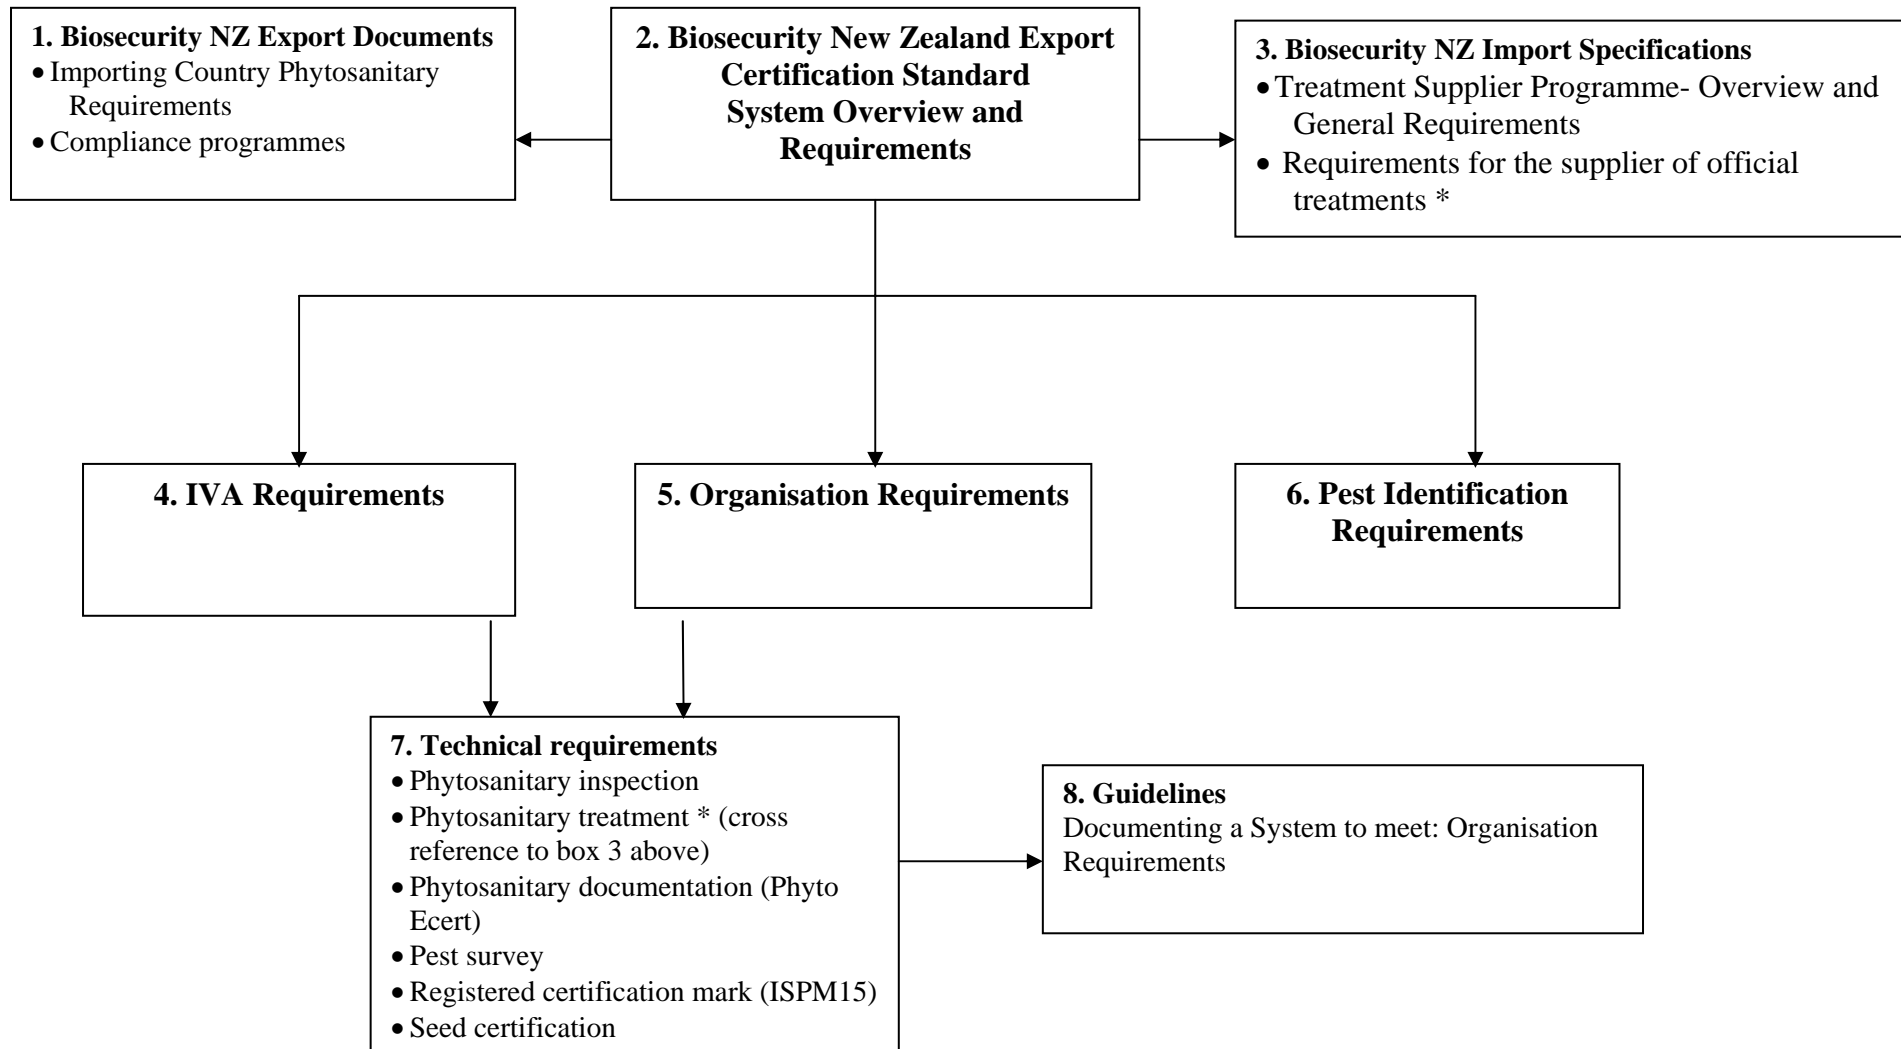 1. Biosecurity NZ Export Documents
• Importing Country Phytosanitary
Requirements
• Compliance programmes
2. Biosecurity New Zealand Export
Certification Standard
System Overview and
Requirements
3. Biosecurity NZ Import Specifications
• Treatment Supplier Programme- Overview and
General Requirements
• Requirements for the supplier of official
treatments *
4. IVA Requirements
5. Organisation Requirements
6. Pest Identification
Requirements
7. Technical requirements
• Phytosanitary inspection
• Phytosanitary treatment * (cross
reference to box 3 above)
• Phytosanitary documentation (Phyto
Ecert)
• Pest survey
• Registered certification mark (ISPM15)
• Seed certification
8. Guidelines
Documenting a System to meet: Organisation
Requirements